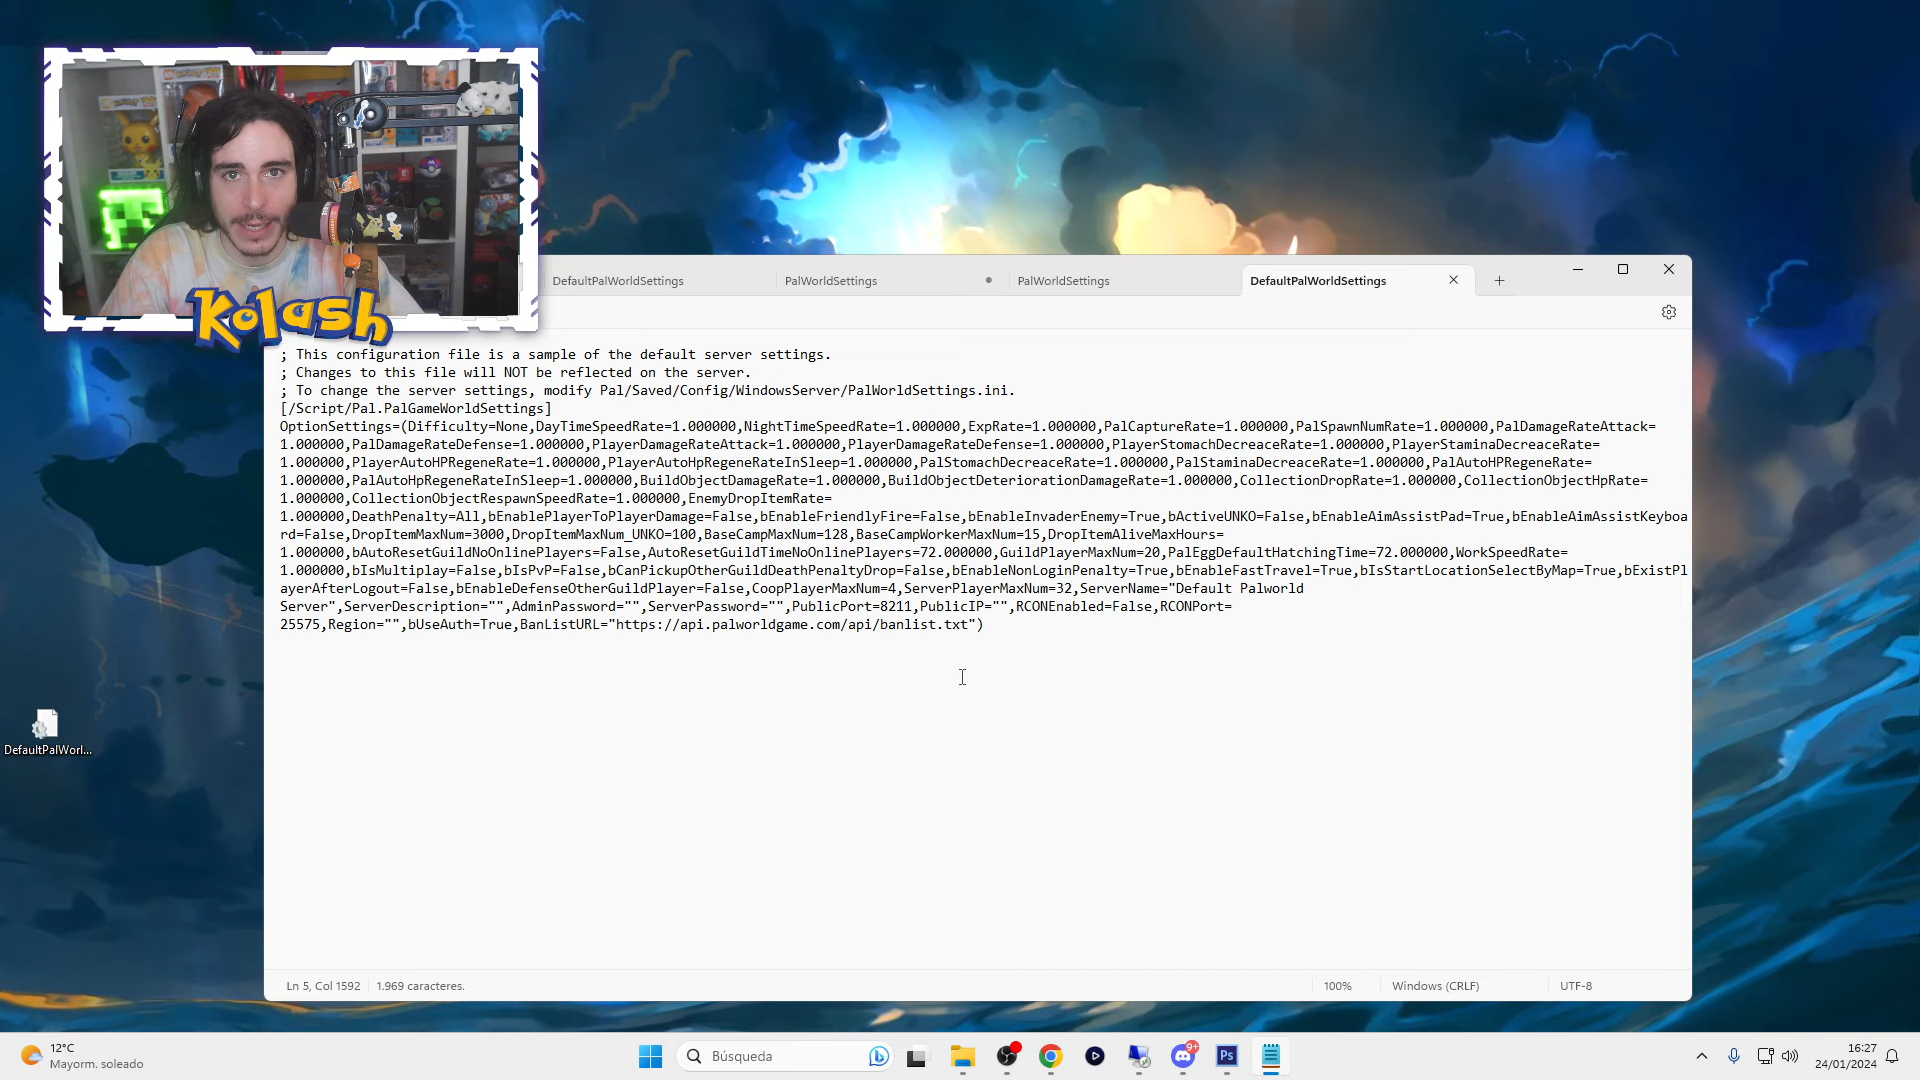 Kolash
DefaultPalWorldSettings
PalWorldSettings
PalWorldSettings
DefaultPalWorldSettings
; This configuration file is a sample of the default server settings.
; Changes to this file will NOT be reflected on the server.
; To change the server settings, modify Pal/Saved/Config/WindowsServer/PalWorldSettings.ini.
[/Script/Pal.PalGameWorldSettings]
OptionSettings=(Difficulty=None,DayTimeSpeedRate=1.000000,NightTimeSpeedRate=1.000000,ExpRate=1.000000,PalCaptureRate=1.000000,PalSpawnNumRate=1.000000,PalDamageRateAttack=
1.000000,PalDamageRateDefense=1.000000,PlayerDamageRateAttack=1.000000,PlayerDamageRateDefense=1.000000,PlayerStomachDecreaceRate=1.000000,PlayerStaminaDecreaceRate=
1.000000,PlayerAutoHPRegeneRate=1.000000,PlayerAutoHpRegeneRateInSleep=1.000000,PalStomachDecreaceRate=1.000000,PalStaminaDecreaceRate=1.000000,PalAutoHPRegeneRate=
1.000000,PalAutoHpRegeneRateInSleep=1.000000,BuildObjectDamageRate=1.000000,BuildObjectDeteriorationDamageRate=1.000000,CollectionDropRate=1.000000,CollectionObjectHpRate=
1.000000,CollectionObjectRespawnSpeedRate=1.000000,EnemyDropItemRate=
1.000000,DeathPenalty=All,bEnablePlayerToPlayerDamage=False,bEnableFriendlyFire=False,bEnableInvaderEnemy=True,bActiveUNKO=False,bEnableAimAssistPad=True,bEnableAimAssistKeyboa
rd=False,DropItemMaxNum=3000,DropItemMaxNum_UNKO=100,BaseCampMaxNum=128,BaseCampWorkerMaxNum=15,DropItemAliveMaxHours=
1.000000,bAutoResetGuildNoOnlinePlayers=False,AutoResetGuildTimeNoOnlinePlayers=72.000000,GuildPlayerMaxNum=20,PalEggDefaultHatchingTime=72.000000,WorkSpeedRate=
1.000000,bIsMultiplay=False,bIsPvP=False,bCanPickupOtherGuildDeathPenaltyDrop=False,bEnableNonLoginPenalty=True,bEnableFastTravel=True,bIsStartLocationSelectByMap=True,bExistPl
ayerAfterLogout=False,bEnableDefenseOtherGuildPlayer=False,CoopPlayerMaxNum=4,ServerPlayerMaxNum=32,ServerName="Default Palworld
Server",ServerDescription="",AdminPassword="",ServerPassword="",PublicPort=8211,PublicIP="",RCONEnabled=False,RCONPort=
25575,Region="",bUseAuth=True,BanListURL="https://api.palworldgame.com/api/banlist.txt")
DefaultPalWorl...
Ln 5, Col 1592
1.969 caracteres.
100%
Windows (CRLF)
UTF-8
12°C
Mayorm. soleado
Búsqueda
9+
Ps
16:27
24/01/2024